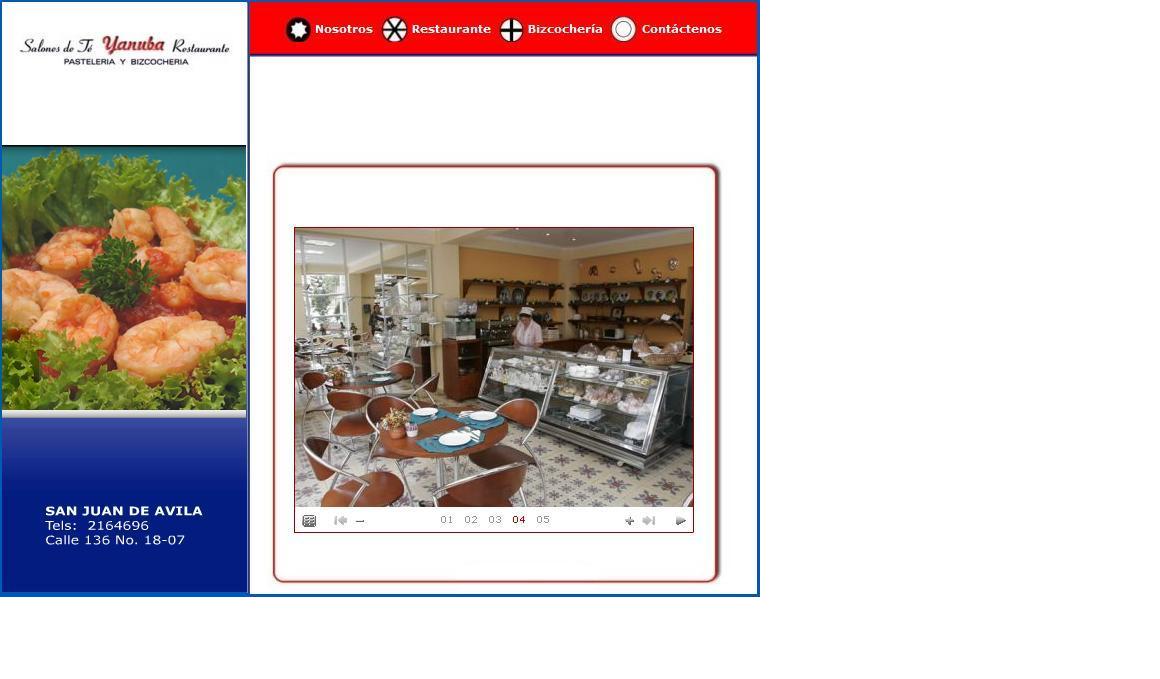 Salones de Té Yanuba Restaurante
PASTELERIA Y BIZCOCHERIA
Nosotros Restaurante Bizcochería Contáctenos
01 02 03 04 05
SAN JUAN DE AVILA
Tels: 2164696
Calle 136 No. 18-07